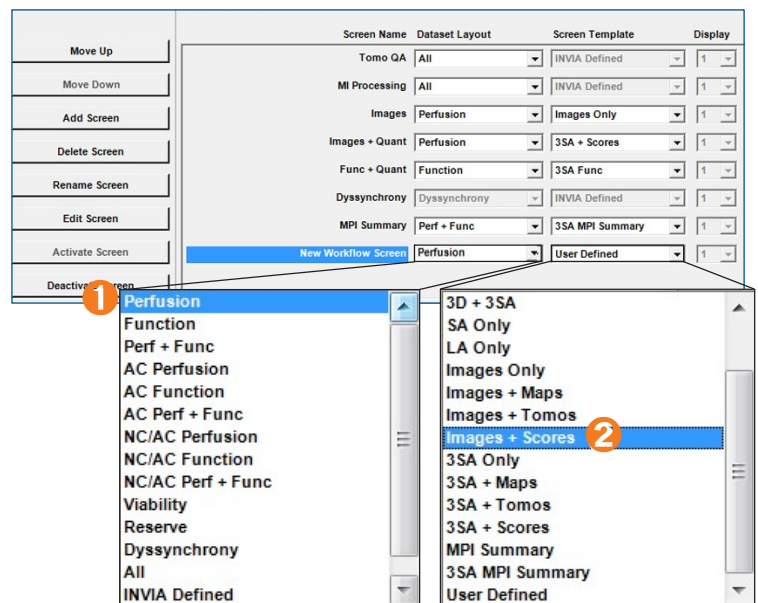 Screen Name Dataset Layout Screen Template Display
Move Up
Tomo QA All INVIA Defined 1
Move Down
MI Processing All INVIA Defined 1
Add Screen
Images Perfusion Images Only 1
Delete Screen
Images + Quant Perfusion 3SA + Scores 1
Rename Screen
Func + Quant Function 3SA Func 1
Dyssynchrony Dyssynchrony INVIA Defined 1
Edit Screen
MPI Summary Perf + Func 3SA MPI Summary 1
Activate Screen
New Workflow Screen Perfusion User Defined 1
1
Perfusion
Function
Perf + Func
AC Perfusion
AC Function
AC Perf + Func
NC/AC Perfusion
NC/AC Function
NC/AC Perf + Func
Viability
Reserve
Dyssynchrony
All
INVIA Defined
3D + 3SA
SA Only
LA Only
Images Only
Images + Maps
Images + Tomos
Images + Scores 2
3SA Only
3SA + Maps
3SA + Tomos
3SA + Scores
MPI Summary
3SA MPI Summary
User Defined